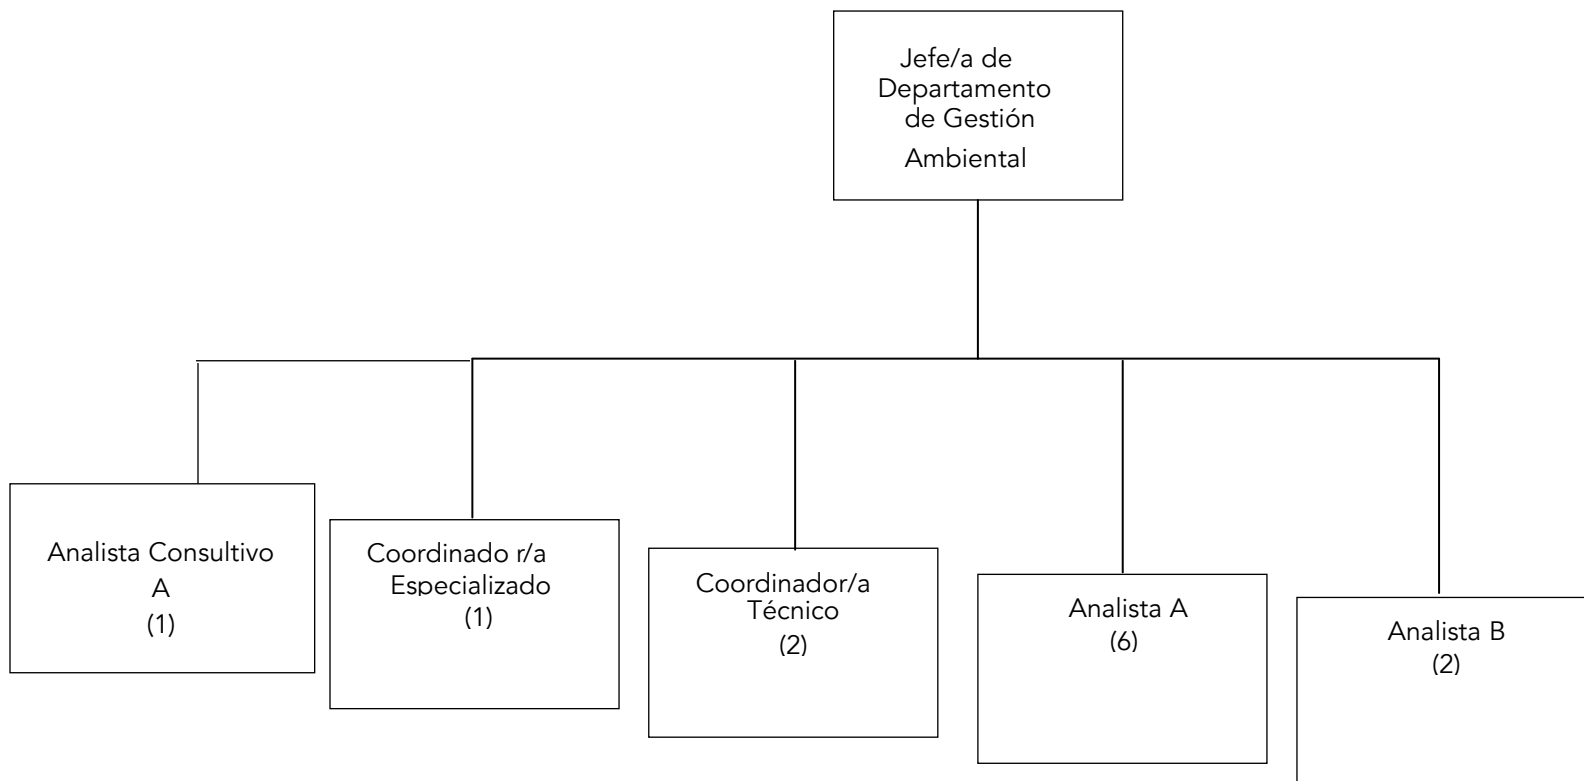 Jefe/a de
Departamento
de Gestión
Ambiental
Analista Consultivo
A
(1)
Coordinado r/a
Especializado
(1)
Coordinador/a
Técnico
(2)
Analista A
(6)
Analista B
(2)